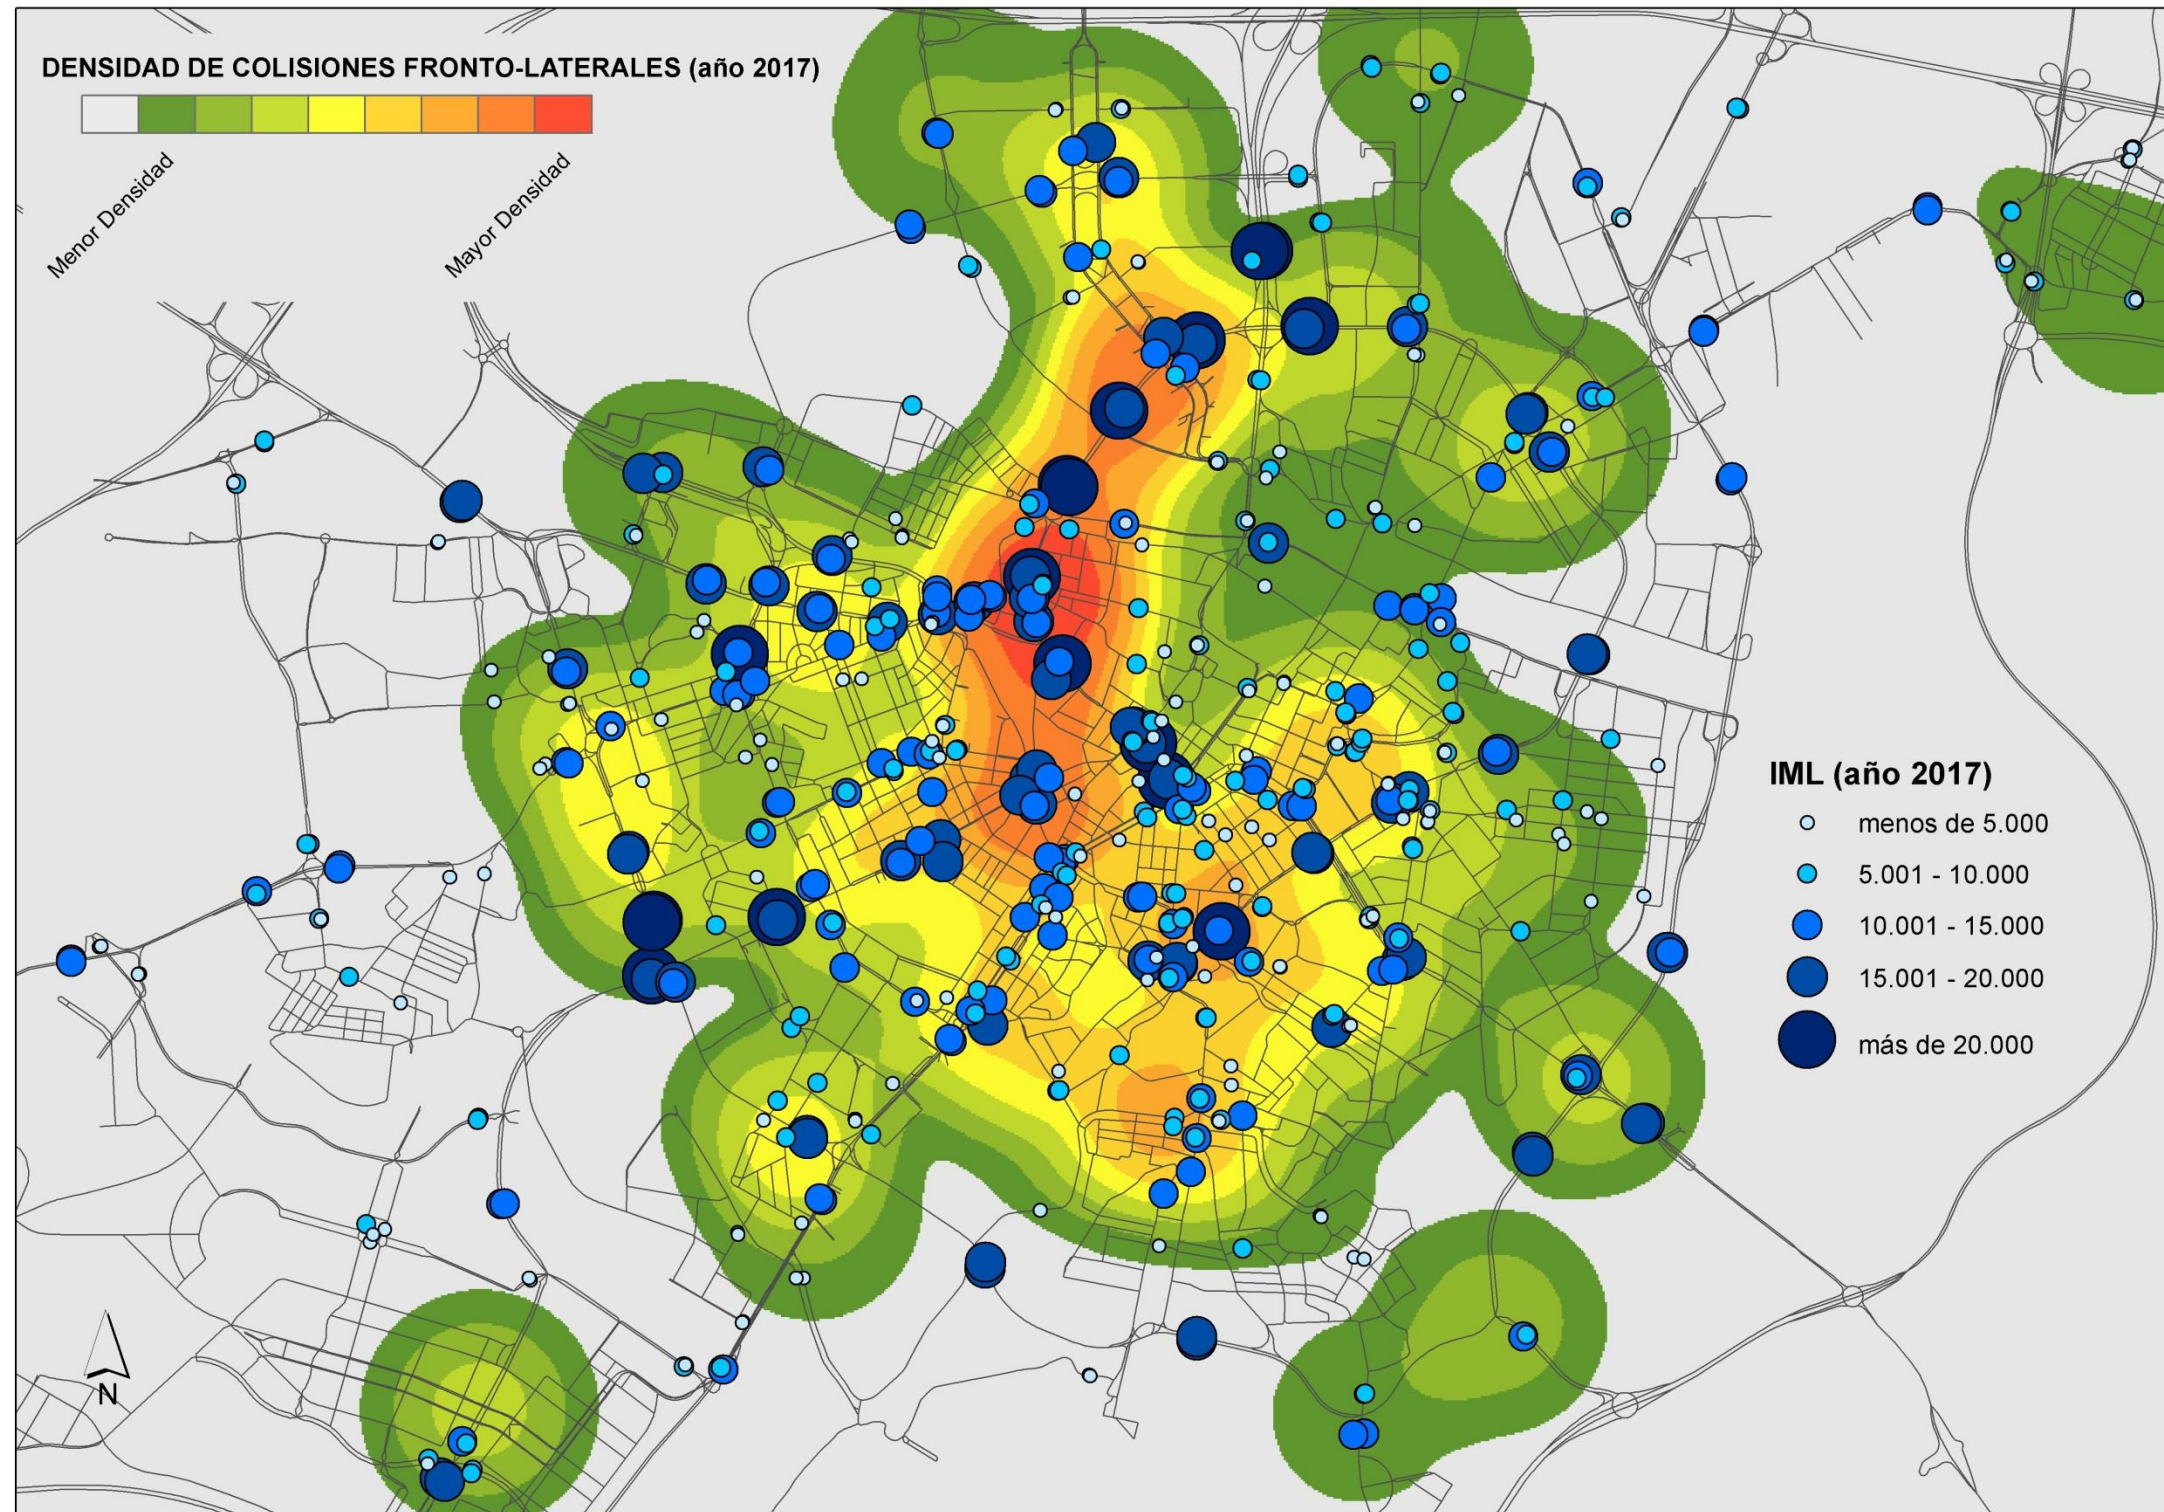 DENSIDAD DE COLISIONES FRONTO-LATERALES (año 2017)
Menor Densidad
Mayor Densidad
IML (año 2017)
menos de 5.000
5.001 - 10.000
10.001 - 15.000
15.001 - 20.000
más de 20.000
N